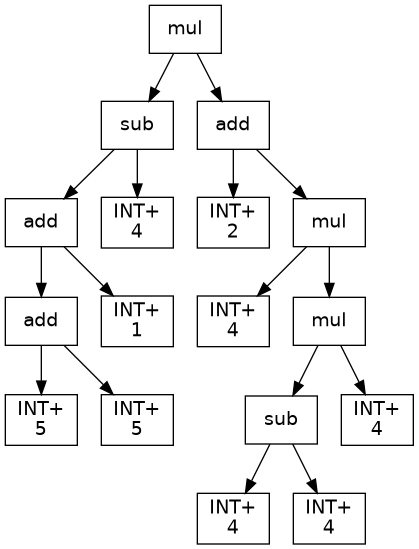 mul
sub
add
add
INT+
4
INT+
2
mul
add
INT+
1
INT+
4
mul
INT+
5
INT+
5
sub
INT+
4
INT+
4
INT+
4